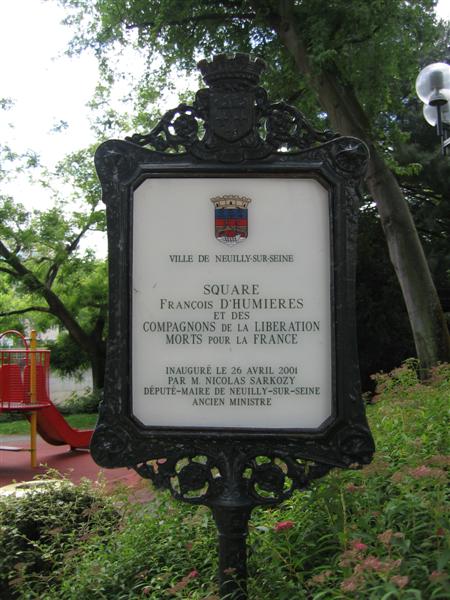 VILLE DE NEUILLY-SUR-SEINE
SQUARE
FRANÇOIS D'HUMIERES
ET DES
COMPAGNONS DE LA LIBERATION
MORTS POUR LA FRANCE
INAUGURÉ LE 26 AVRIL 2001
PAR M. NICOLAS SARKOZY
DÉPUTÉ-MAIRE DE NEUILLY-SUR-SEINE
ANCIEN MINISTRE